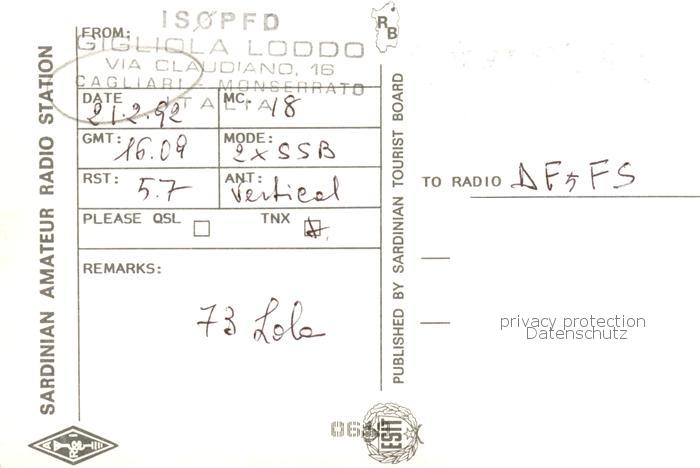 SARDINIAN AMATEUR RADIO STATION
ISØPFD
FROM:
GIGLIOLA LODDO
VIA CLAUDIANO, 16
CAGLIARI - MONSERRATO
ITALIA
DATE 21.2.92 MC. 18
GMT: 16.09 MODE: 2xSSB
RST: 5.7 ANT: Vertical
PLEASE QSL TNX
REMARKS:
73 Lola
RB
PUBLISHED BY SARDINIAN TOURIST BOARD
ESIT
TO RADIO DF5FS
privacy protection
Datenschutz